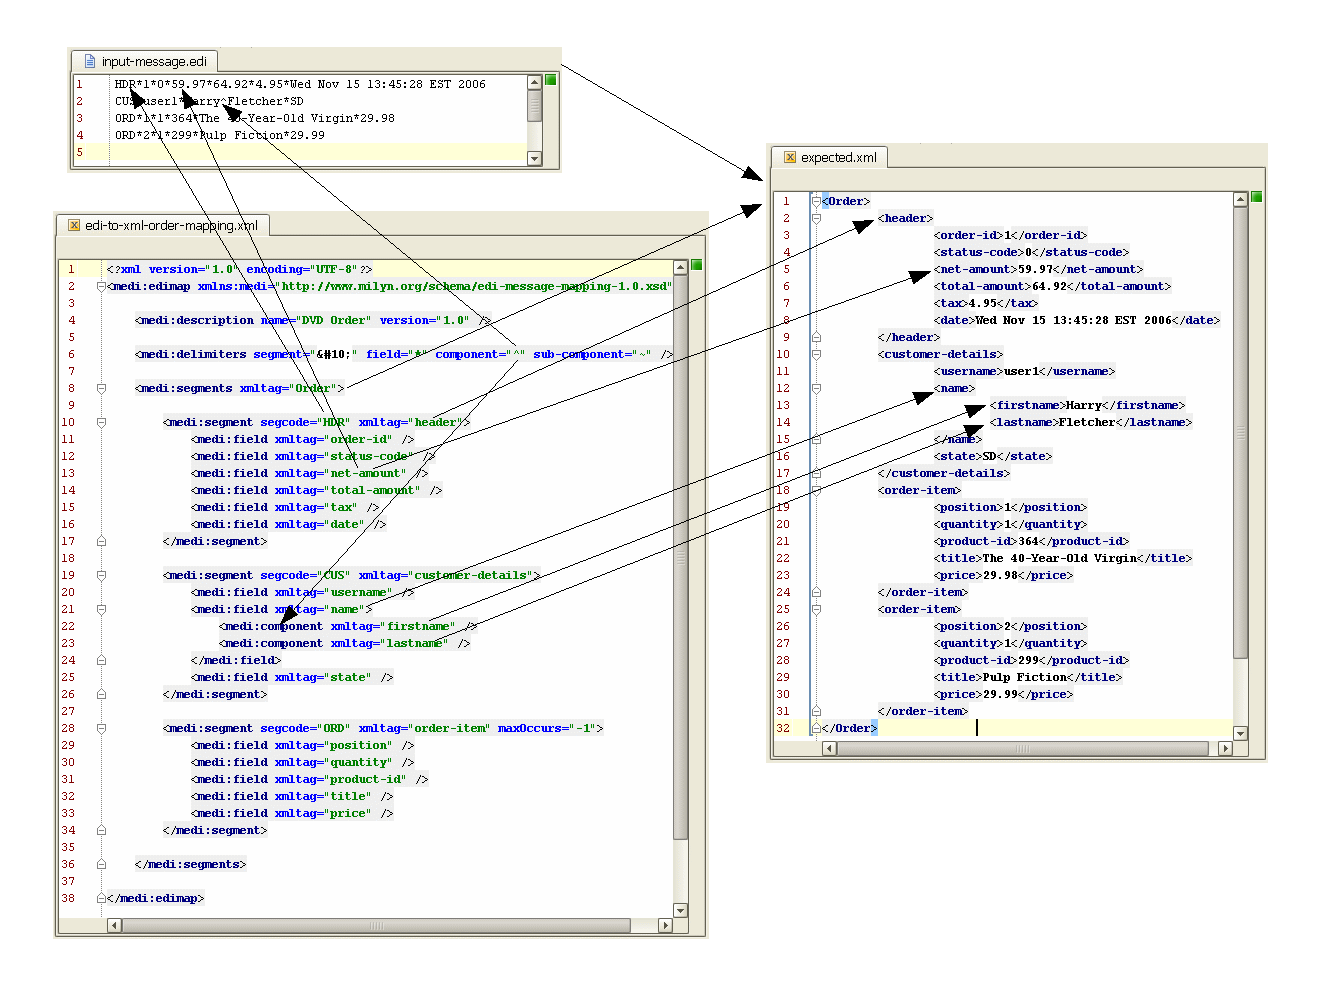 input-message.edi
1 HDR*1*0*59.97*64.92*4.95*Wed Nov 15 13:45:28 EST 2006
2 CUS*user1*Harry^Fletcher*SD
3 ORD*1*1*364*The 40-Year-Old Virgin*29.98
4 ORD*2*1*299*Pulp Fiction*29.99
5
edi-to-xml-order-mapping.xml
1 <?xml version="1.0" encoding="UTF-8"?>
2 <medi:edimap xmlns:medi="http://www.milyn.org/schema/edi-message-mapping-1.0.xsd"
3
4 <medi:description name="DVD Order" version="1.0" />
5
6 <medi:delimiters segment="&#10;" field="*" component="^" sub-component="~" />
7
8 <medi:segments xmltag="Order">
9
10 <medi:segment segcode="HDR" xmltag="header">
11 <medi:field xmltag="order-id" />
12 <medi:field xmltag="status-code" />
13 <medi:field xmltag="net-amount" />
14 <medi:field xmltag="total-amount" />
15 <medi:field xmltag="tax" />
16 <medi:field xmltag="date" />
17 </medi:segment>
18
19 <medi:segment segcode="CUS" xmltag="customer-details">
20 <medi:field xmltag="username" />
21 <medi:field xmltag="name">
22 <medi:component xmltag="firstname" />
23 <medi:component xmltag="lastname" />
24 </medi:field>
25 <medi:field xmltag="state" />
26 </medi:segment>
27
28 <medi:segment segcode="ORD" xmltag="order-item" maxOccurs="-1">
29 <medi:field xmltag="position" />
30 <medi:field xmltag="quantity" />
31 <medi:field xmltag="product-id" />
32 <medi:field xmltag="title" />
33 <medi:field xmltag="price" />
34 </medi:segment>
35
36 </medi:segments>
37
38 </medi:edimap>
expected.xml
1 <Order>
2 <header>
3 <order-id>1</order-id>
4 <status-code>0</status-code>
5 <net-amount>59.97</net-amount>
6 <total-amount>64.92</total-amount>
7 <tax>4.95</tax>
8 <date>Wed Nov 15 13:45:28 EST 2006</date>
9 </header>
10 <customer-details>
11 <username>user1</username>
12 <name>
13 <firstname>Harry</firstname>
14 <lastname>Fletcher</lastname>
15 </name>
16 <state>SD</state>
17 </customer-details>
18 <order-item>
19 <position>1</position>
20 <quantity>1</quantity>
21 <product-id>364</product-id>
22 <title>The 40-Year-Old Virgin</title>
23 <price>29.98</price>
24 </order-item>
25 <order-item>
26 <position>2</position>
27 <quantity>1</quantity>
28 <product-id>299</product-id>
29 <title>Pulp Fiction</title>
30 <price>29.99</price>
31 </order-item>
32 </Order>